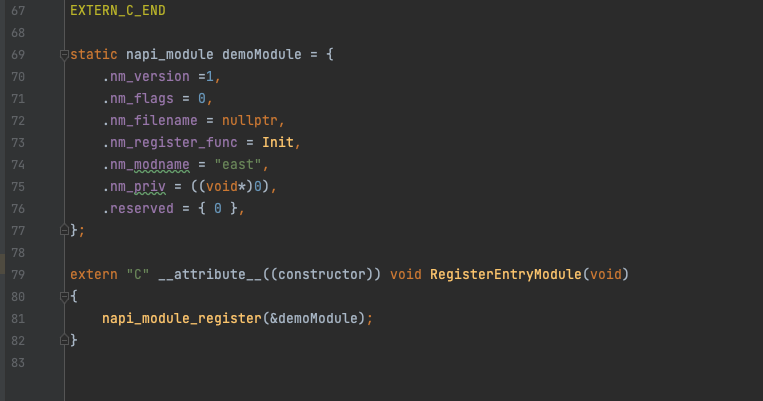 67 EXTERN_C_END
68
69 static napi_module demoModule = {
70     .nm_version =1,
71     .nm_flags = 0,
72     .nm_filename = nullptr,
73     .nm_register_func = Init,
74     .nm_modname = "east",
75     .nm_priv = ((void*)0),
76     .reserved = { 0 },
77 };
78
79 extern "C" __attribute__((constructor)) void RegisterEntryModule(void)
80 {
81     napi_module_register(&demoModule);
82 }
83